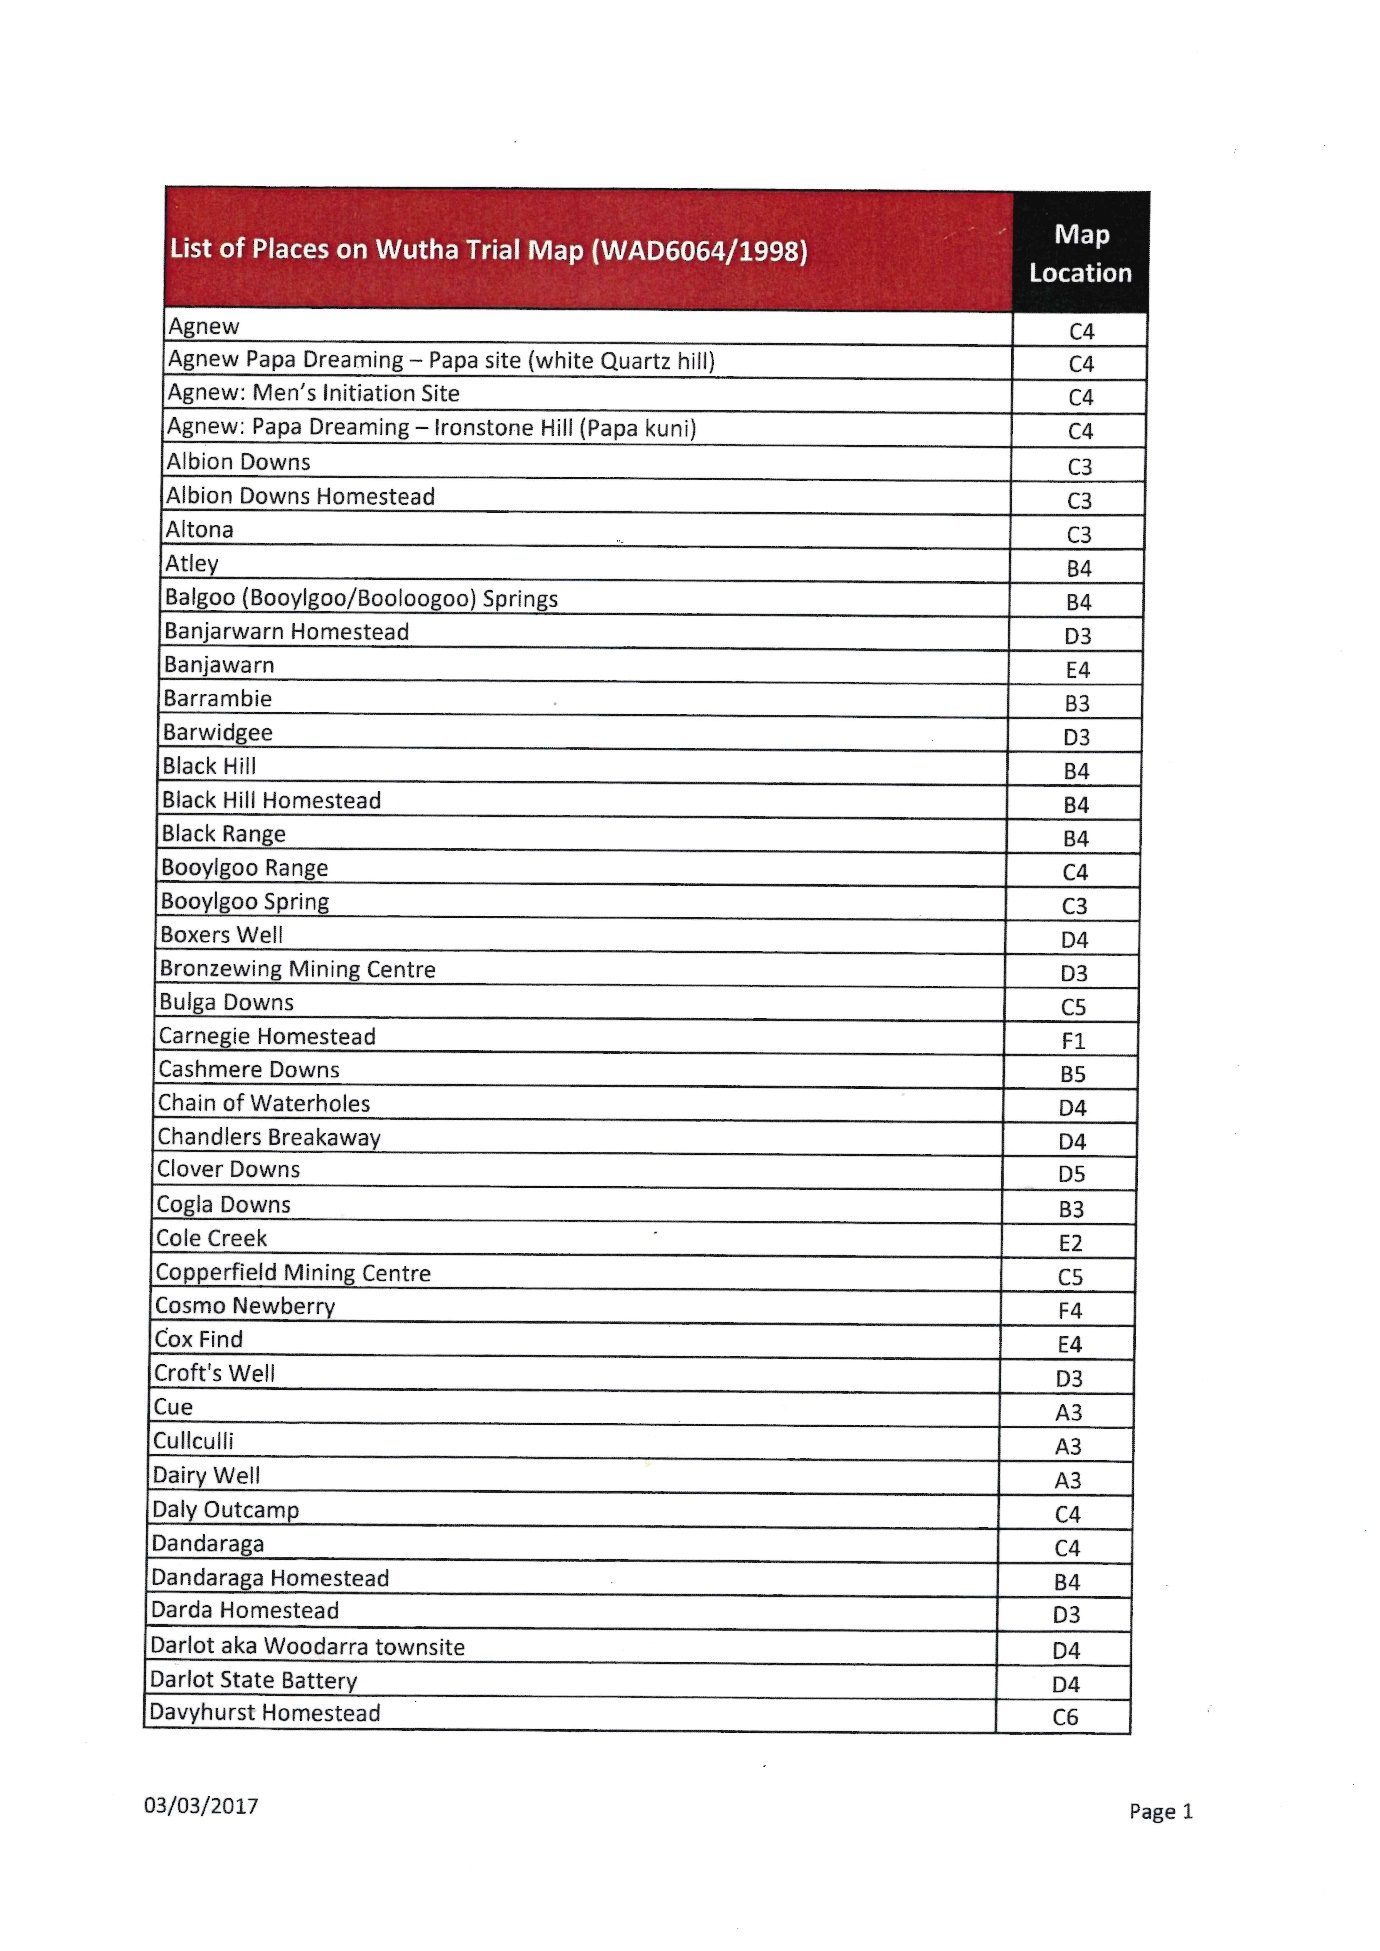 List of Places on Wutha Trial Map (WAD6064/1998) Map Location
Agnew C4
Agnew Papa Dreaming – Papa site (white Quartz hill) C4
Agnew: Men's Initiation Site C4
Agnew: Papa Dreaming – Ironstone Hill (Papa kuni) C4
Albion Downs C3
Albion Downs Homestead C3
Altona C3
Atley B4
Balgoo (Booylgoo/Booloogoo) Springs B4
Banjarwarn Homestead D3
Banjawarn E4
Barrambie B3
Barwidgee D3
Black Hill B4
Black Hill Homestead B4
Black Range B4
Booylgoo Range C4
Booylgoo Spring C3
Boxers Well D4
Bronzewing Mining Centre D3
Bulga Downs C5
Carnegie Homestead F1
Cashmere Downs B5
Chain of Waterholes D4
Chandlers Breakaway D4
Clover Downs D5
Cogla Downs B3
Cole Creek E2
Copperfield Mining Centre C5
Cosmo Newberry F4
Cox Find E4
Croft's Well D3
Cue A3
Cullculli A3
Dairy Well A3
Daly Outcamp C4
Dandaraga C4
Dandaraga Homestead B4
Darda Homestead D3
Darlot aka Woodarra townsite D4
Darlot State Battery D4
Davyhurst Homestead C6
03/03/2017 Page 1